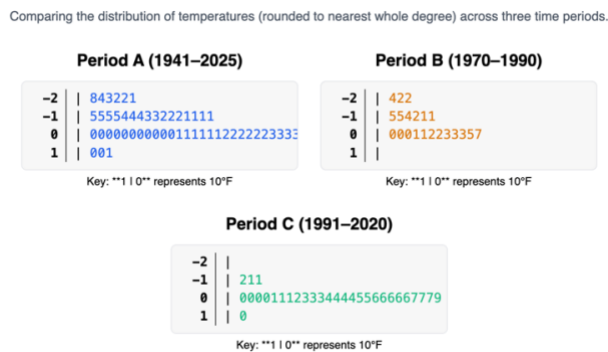 Comparing the distribution of temperatures (rounded to nearest whole degree) across three time periods.
Period A (1941–2025)
-2 | 843221
-1 | 5555444332221111
0 | 000000000001111112222223333
1 | 001
Key: **1 | 0** represents 10°F
Period B (1970–1990)
-2 | 422
-1 | 554211
0 | 000112233357
1 |
Key: **1 | 0** represents 10°F
Period C (1991–2020)
-2 |
-1 | 211
0 | 00001112333444455666667779
1 | 0
Key: **1 | 0** represents 10°F